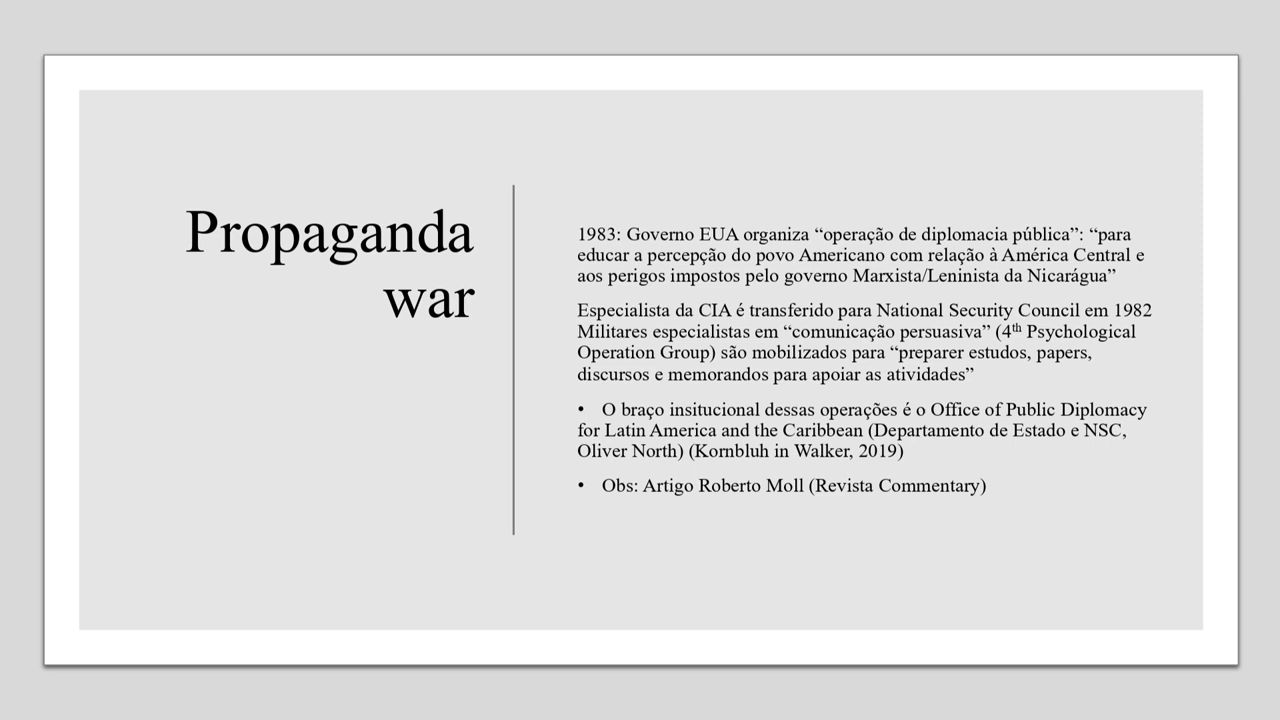 Propaganda
war
1983: Governo EUA organiza “operação de diplomacia pública”: “para
educar a percepção do povo Americano com relação à América Central e
aos perigos impostos pelo governo Marxista/Leninista da Nicarágua”
Especialista da CIA é transferido para National Security Council em 1982
Militares especialistas em “comunicação persuasiva” (4th Psychological
Operation Group) são mobilizados para “preparer estudos, papers,
discursos e memorandos para apoiar as atividades”
• O braço insitucional dessas operações é o Office of Public Diplomacy
for Latin America and the Caribbean (Departamento de Estado e NSC,
Oliver North) (Kornbluh in Walker, 2019)
• Obs: Artigo Roberto Moll (Revista Commentary)